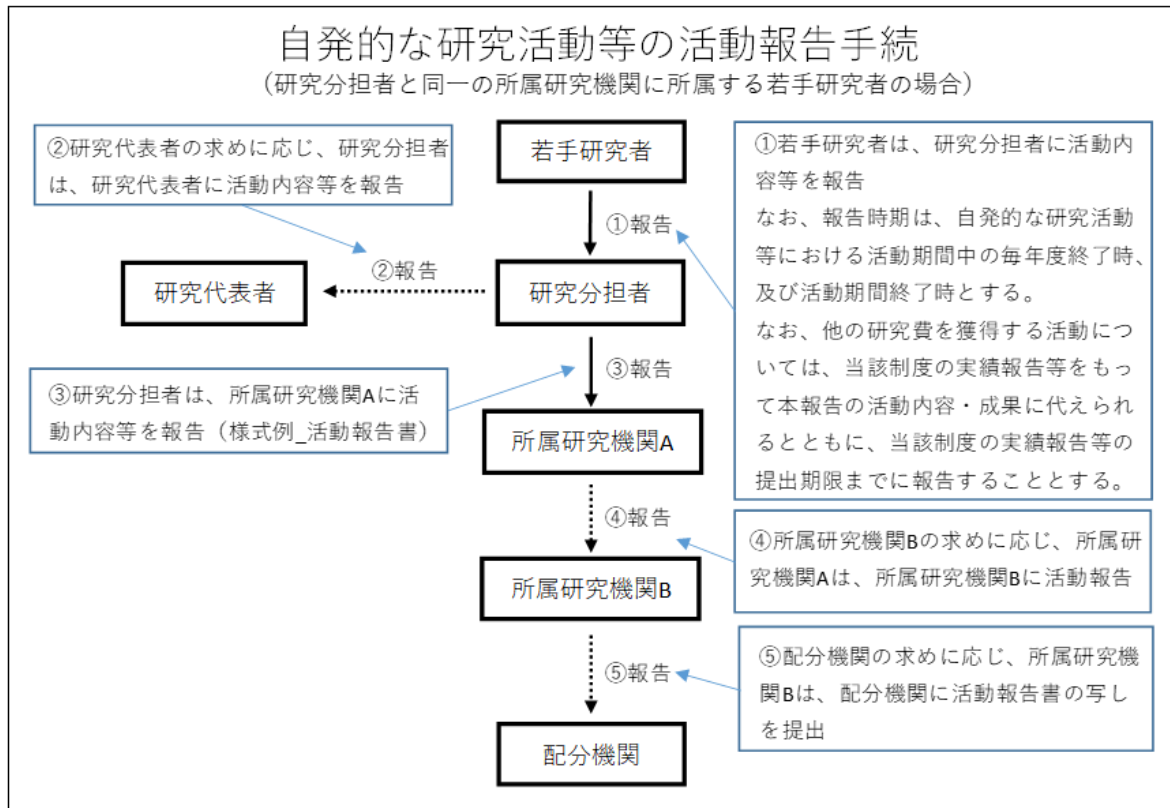 自発的な研究活動等の活動報告手続
(研究分担者と同一の所属研究機関に所属する若手研究者の場合)
②研究代表者の求めに応じ、研究分担者
は、研究代表者に活動内容等を報告
若手研究者
①若手研究者は、研究分担者に活動内
容等を報告
なお、報告時期は、自発的な研究活動
等における活動期間中の毎年度終了時、
及び活動期間終了時とする。
なお、他の研究費を獲得する活動につ
いては、当該制度の実績報告等をもっ
て本報告の活動内容・成果に代えられ
るとともに、当該制度の実績報告等の
提出期限までに報告することとする。
①報告
②報告
研究代表者
研究分担者
③報告
③研究分担者は、所属研究機関Aに活
動内容等を報告（様式例_活動報告書）
所属研究機関A
④報告
④所属研究機関Bの求めに応じ、所属研
究機関Aは、所属研究機関Bに活動報告
所属研究機関B
⑤報告
⑤配分機関の求めに応じ、所属研究機
関Bは、配分機関に活動報告書の写し
を提出
配分機関